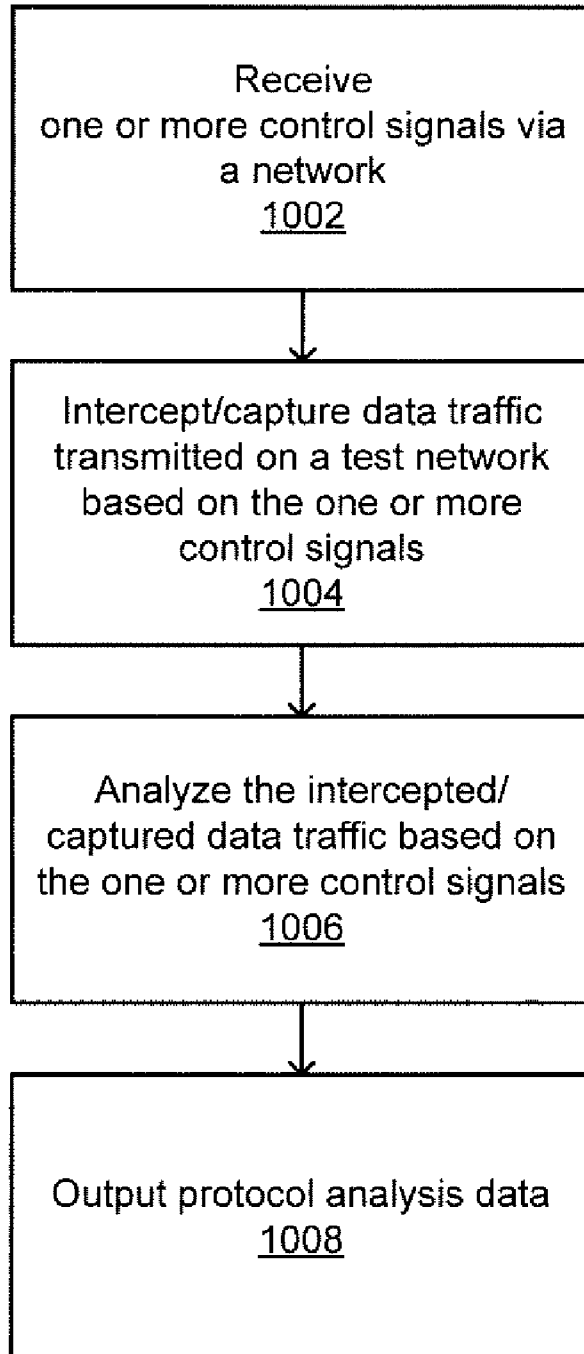 Receive
one or more control signals via
a network
1002
Intercept/capture data traffic
transmitted on a test network
based on the one or more
control signals
1004
Analyze the intercepted/
captured data traffic based on
the one or more control signals
1006
Output protocol analysis data
1008